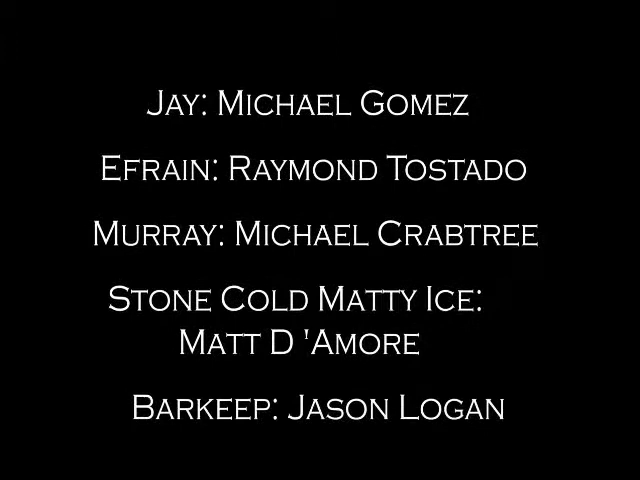 Jay: Michael Gomez
Efrain: Raymond Tostado
Murray: Michael Crabtree
Stone Cold Matty Ice:
Matt D 'Amore
Barkeep: Jason Logan